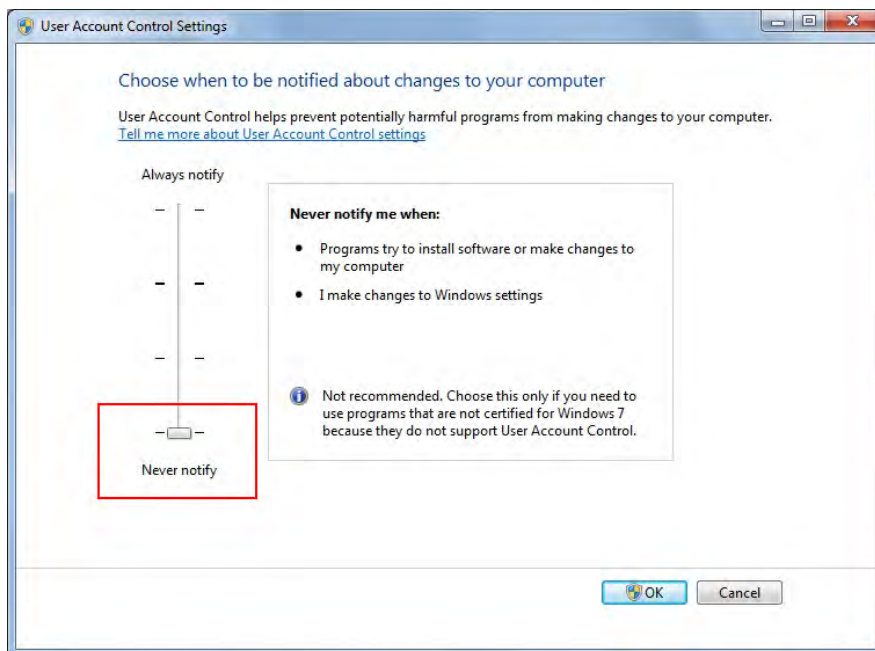 User Account Control Settings
Choose when to be notified about changes to your computer
User Account Control helps prevent potentially harmful programs from making changes to your computer.
Tell me more about User Account Control settings
Always notify
Never notify me when:
• Programs try to install software or make changes to
my computer
• I make changes to Windows settings
Not recommended. Choose this only if you need to
use programs that are not certified for Windows 7
because they do not support User Account Control.
Never notify
OK
Cancel